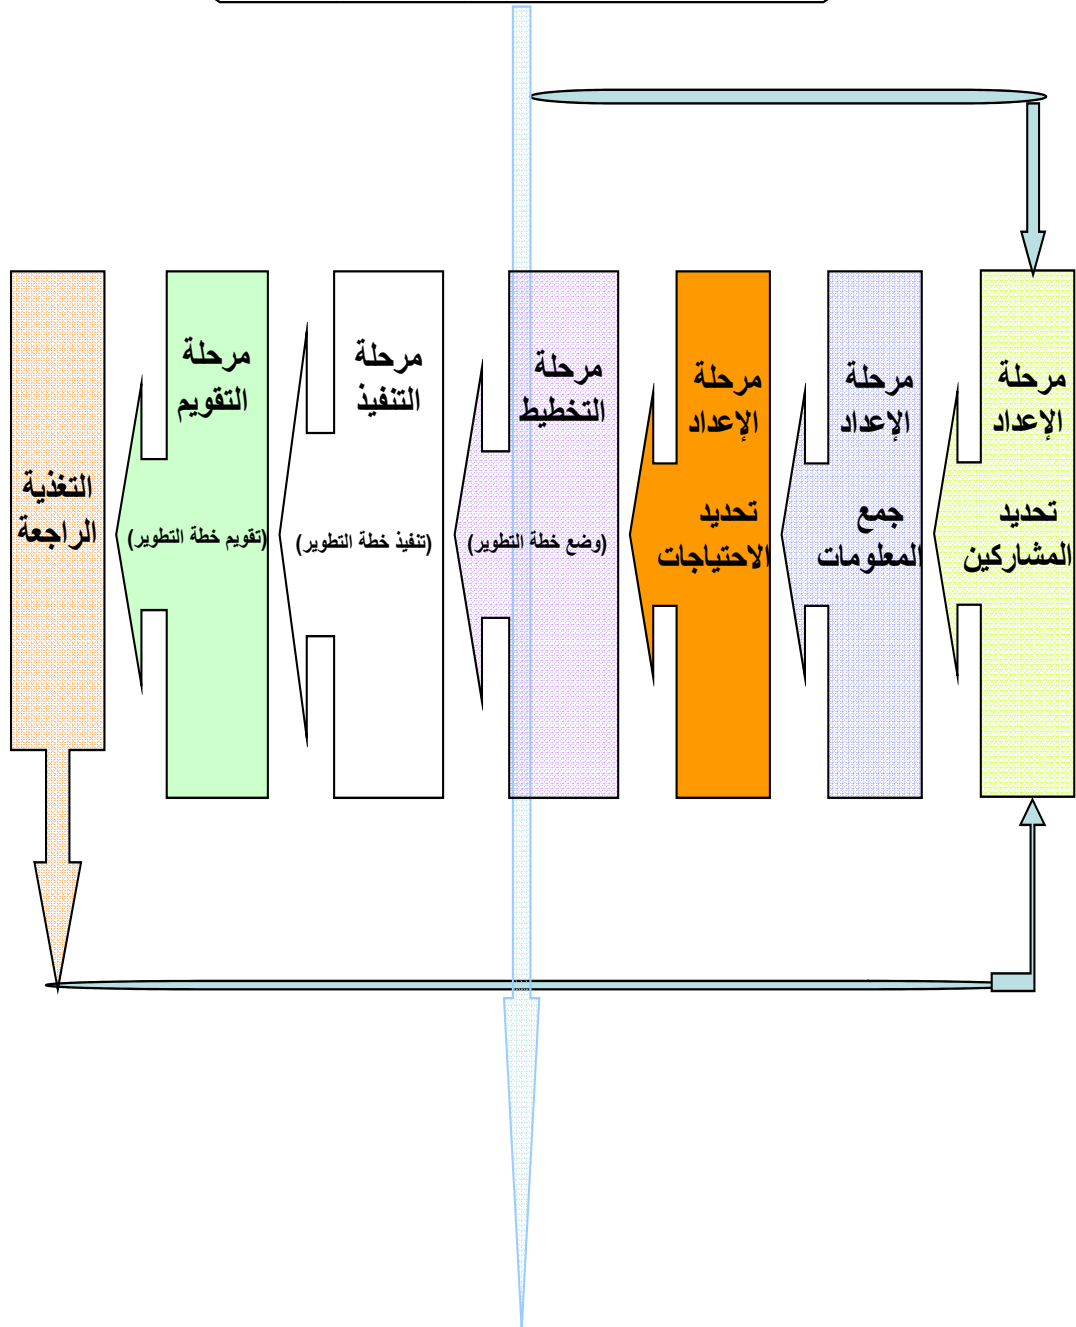 مرحلة
الإعداد
تحديد
المشاركين
مرحلة
الإعداد
جمع
المعلومات
مرحلة
الإعداد
تحديد
الاحتياجات
مرحلة
التخطيط
(وضع خطة التطوير)
مرحلة
التنفيذ
(تنفيذ خطة التطوير)
مرحلة
التقويم
(تقويم خطة التطوير)
التغذية
الراجعة